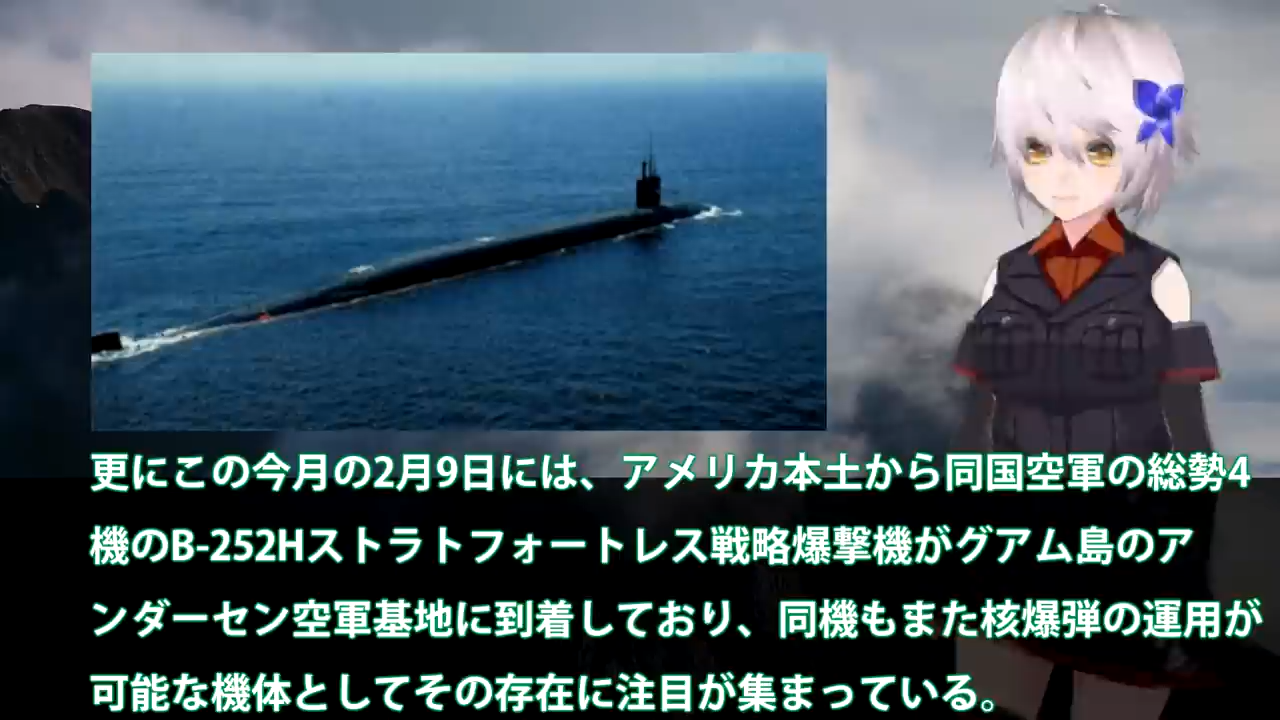 更にこの今月の2月9日には、アメリカ本土から同国空軍の総勢4
機のB-252Hストラトフォートレス戦略爆撃機がグアム島のア
ンダーセン空軍基地に到着しており、同機もまた核爆弾の運用が
可能な機体としてその存在に注目が集まっている。